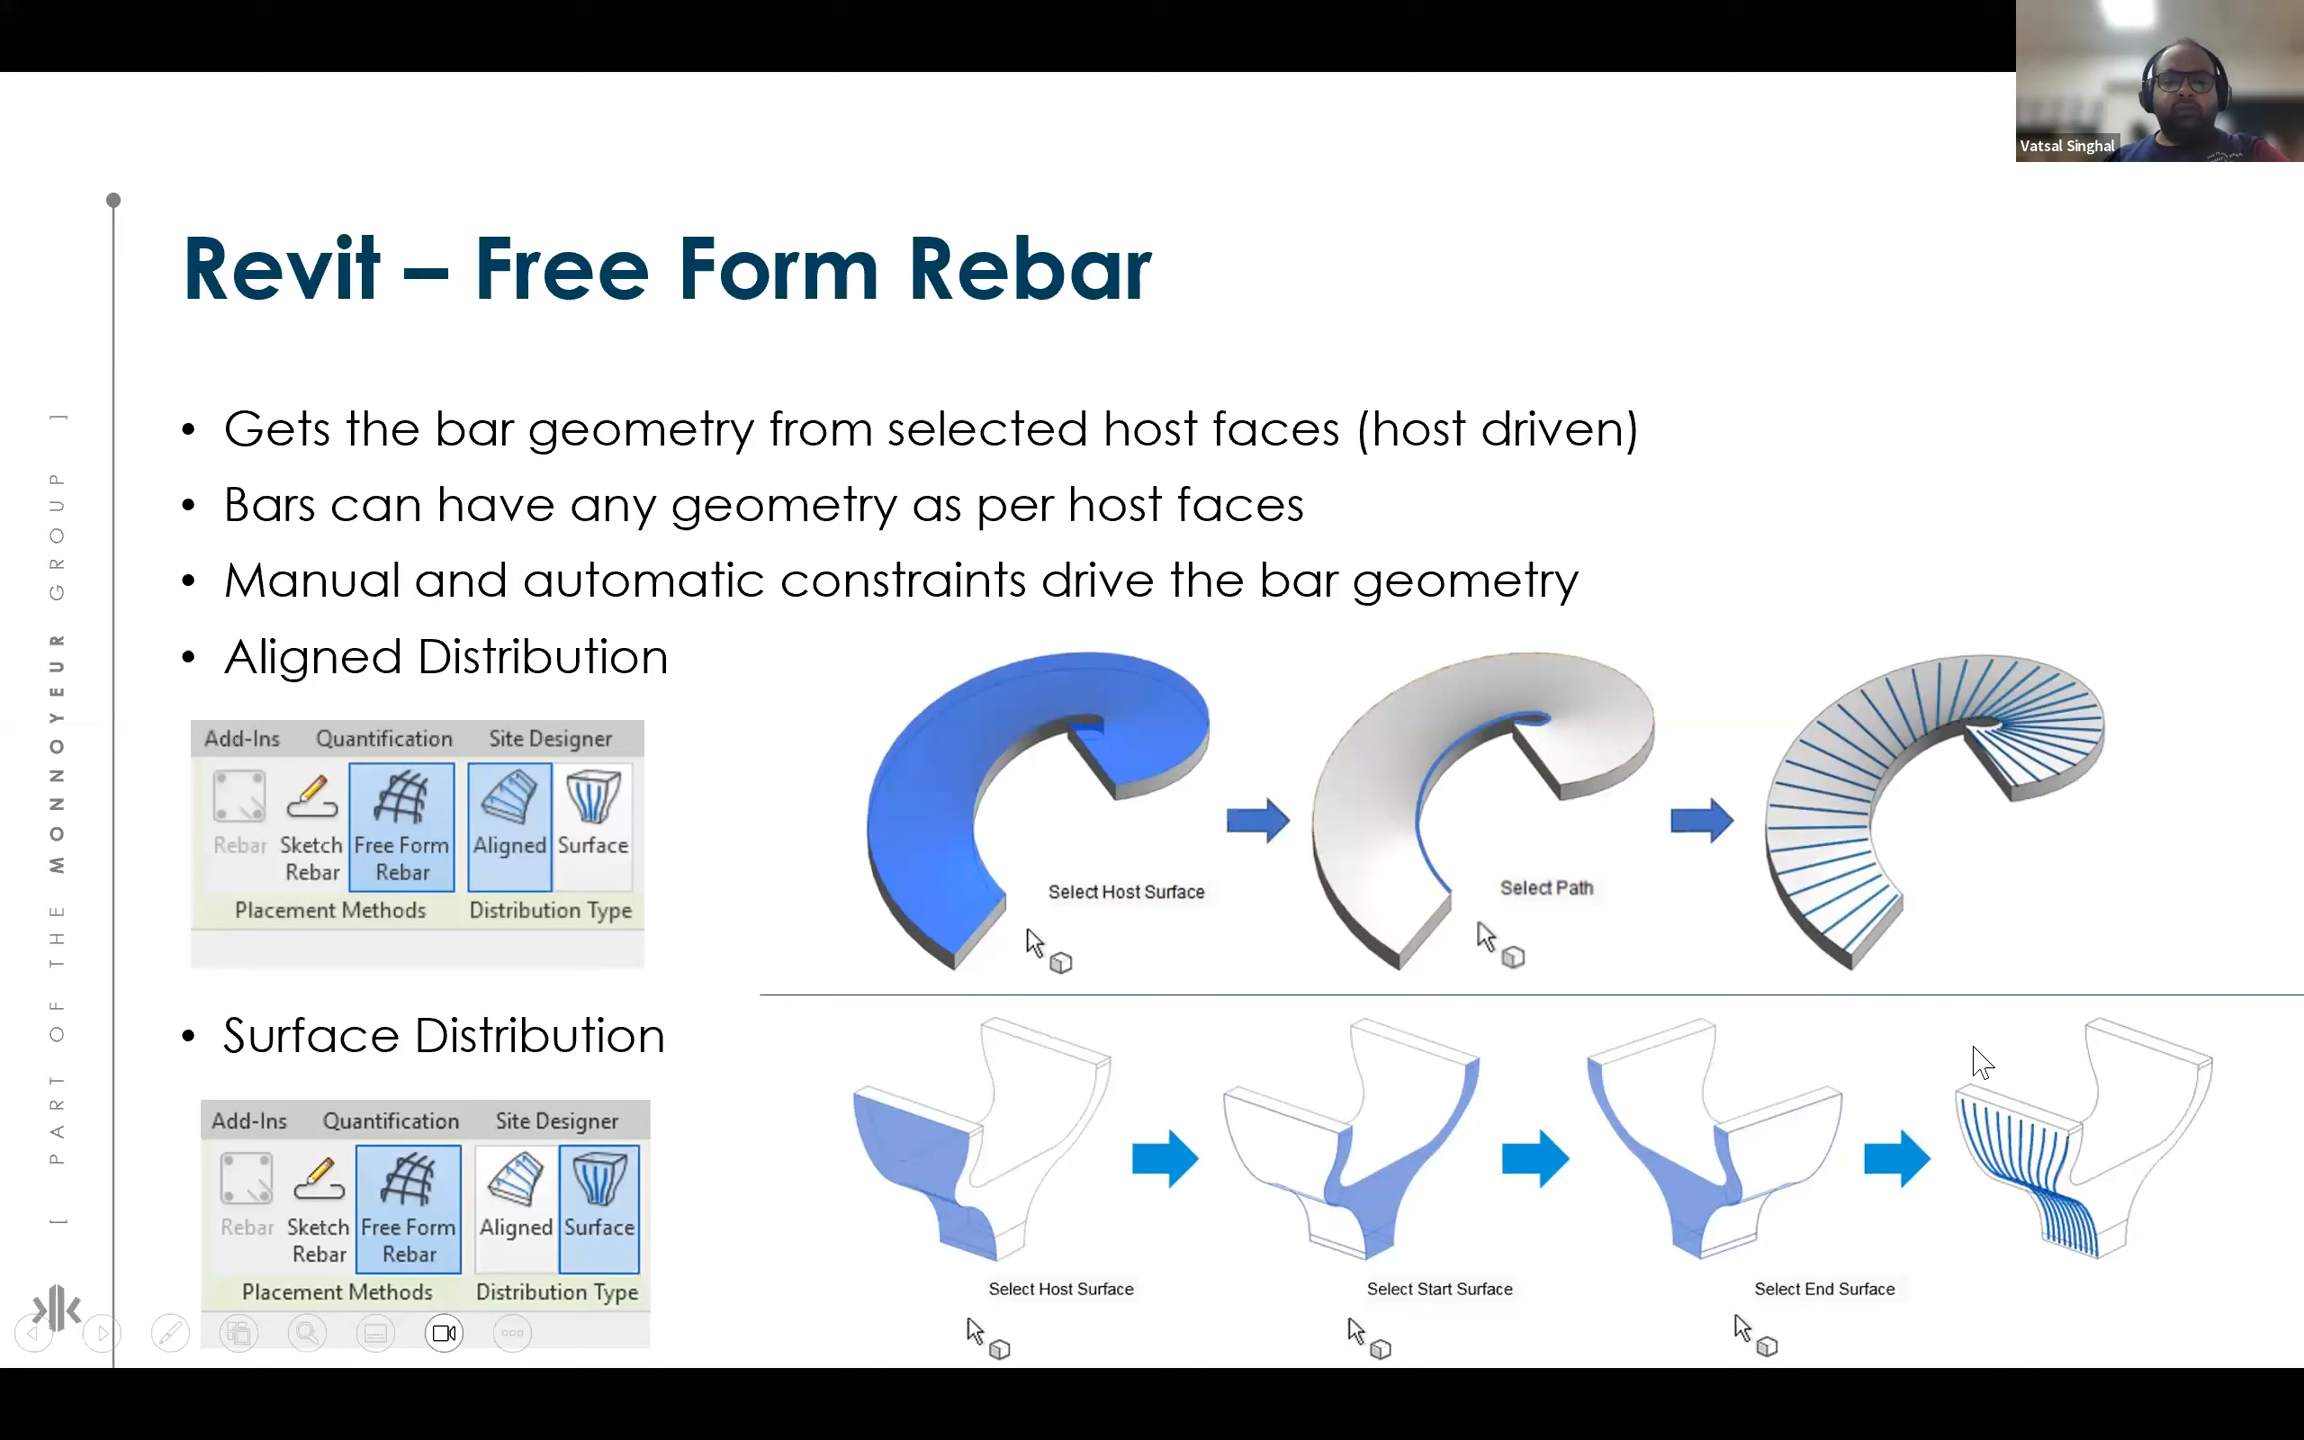 Vatsal Singhal
Revit – Free Form Rebar
[ PART OF THE MONNOYEUR GROUP ]
• Gets the bar geometry from selected host faces (host driven)
• Bars can have any geometry as per host faces
• Manual and automatic constraints drive the bar geometry
• Aligned Distribution
Add-Ins Quantification Site Designer
Rebar Sketch Rebar Free Form Rebar Aligned Surface
Placement Methods Distribution Type
Select Host Surface
Select Path
• Surface Distribution
Add-Ins Quantification Site Designer
Rebar Sketch Rebar Free Form Rebar Aligned Surface
Placement Methods Distribution Type
Select Host Surface
Select Start Surface
Select End Surface